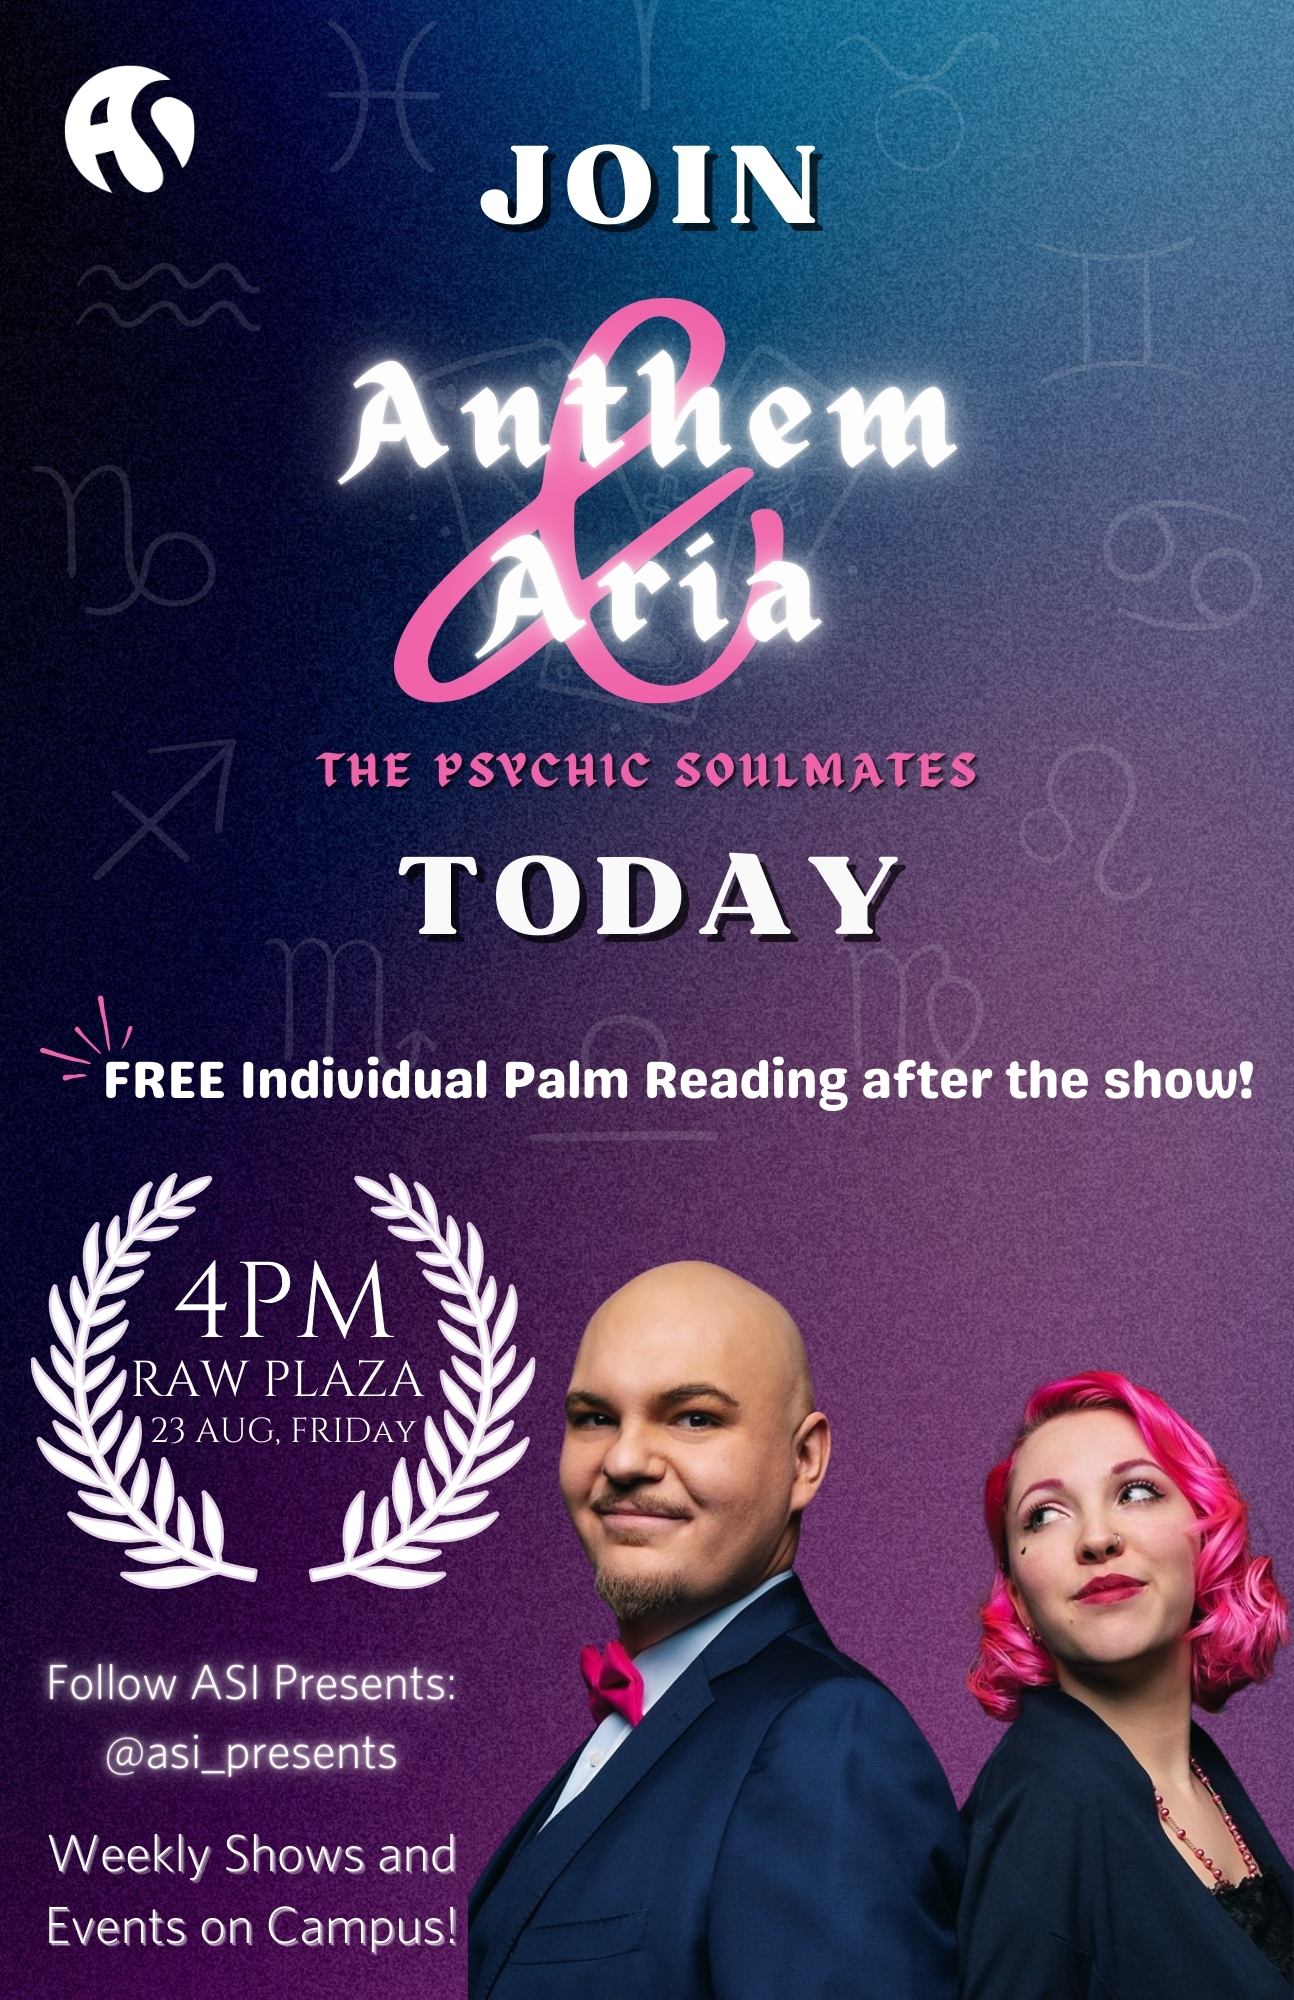 AS
JOIN
Anthem
&
Aria
THE PSYCHIC SOULMATES
TODAY
FREE Individual Palm Reading after the show!
4PM
RAW PLAZA
23 AUG, FRIDAY
Follow ASI Presents:
@asi_presents
Weekly Shows and
Events on Campus!